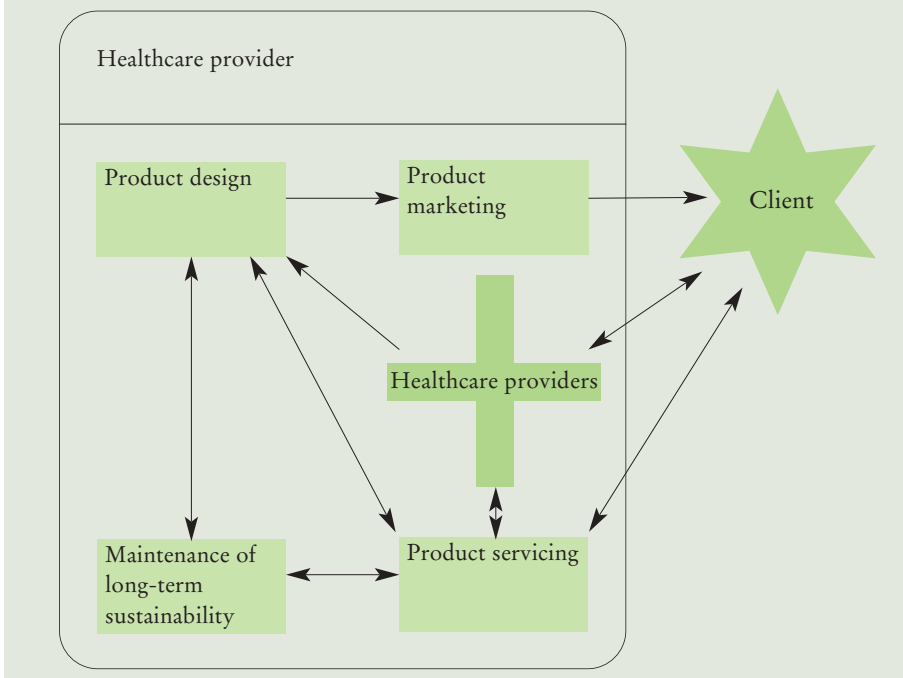 Healthcare provider
Product design
Product
marketing
Client
Healthcare providers
Maintenance of
long-term
sustainability
Product servicing